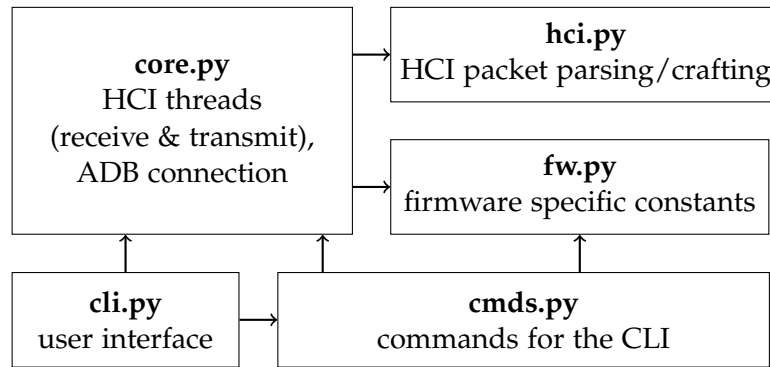 core.py
HCI threads
(receive & transmit),
ADB connection
hci.py
HCI packet parsing/crafting
fw.py
firmware specific constants
cli.py
user interface
cmds.py
commands for the CLI